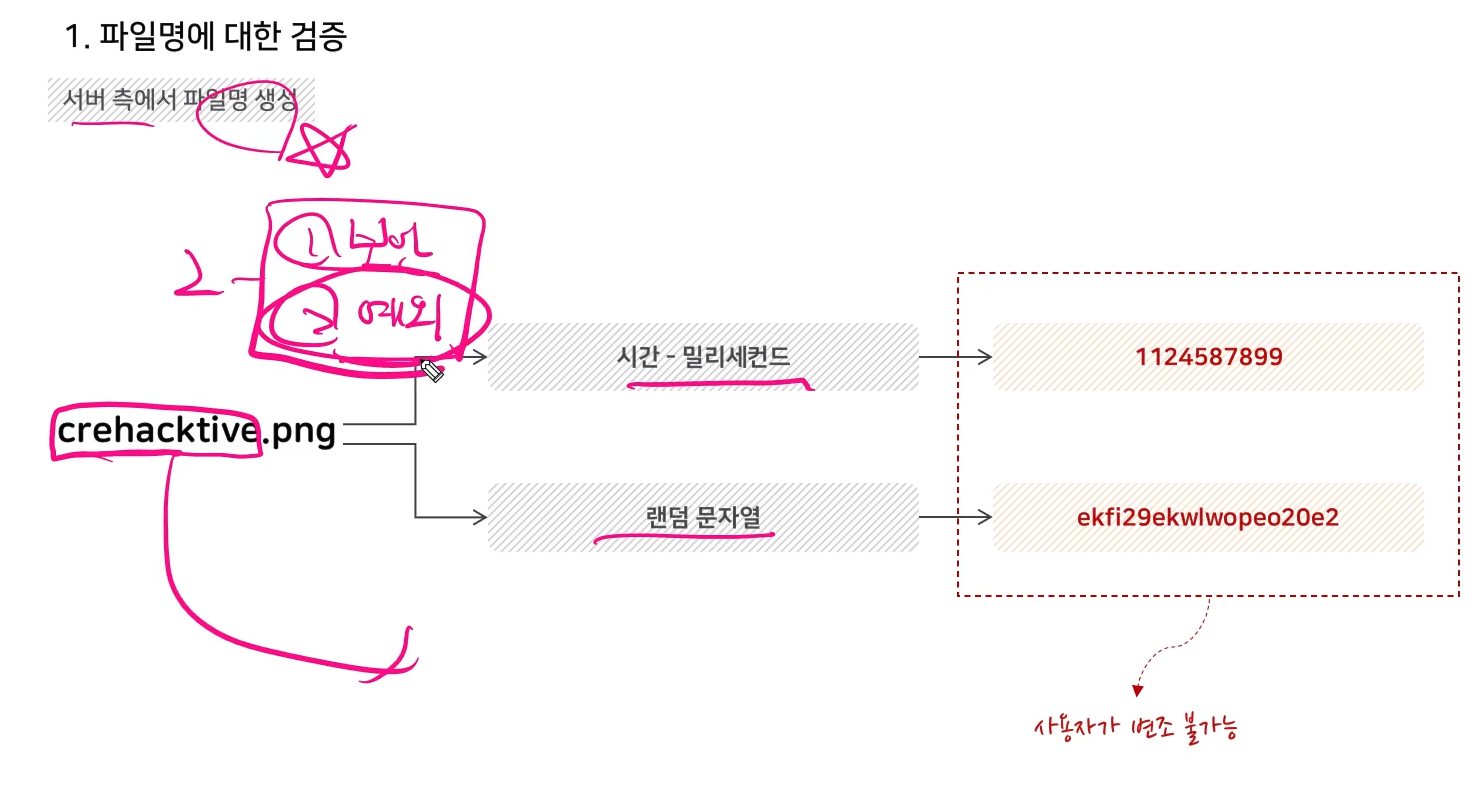 1. 파일명에 대한 검증
서버 측에서 파일명 생성
① 보안
2
② 예외
시간 - 밀리세컨드
1124587899
crehacktive.png
랜덤 문자열
ekfi29ekwlwopeo20e2
사용자가 변조 불가능